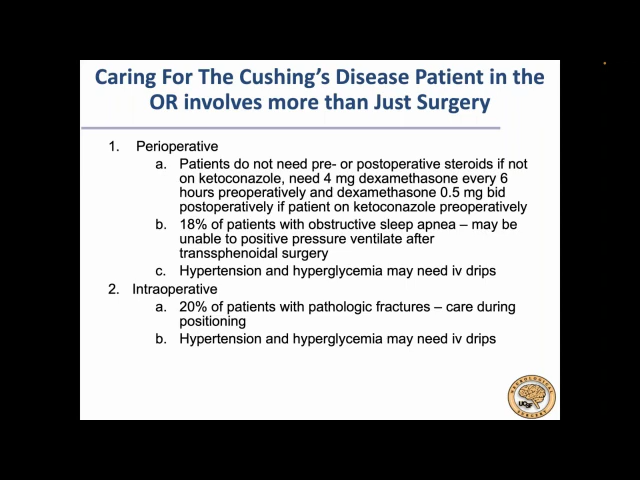 Caring For The Cushing's Disease Patient in the
OR involves more than Just Surgery
1. Perioperative
a. Patients do not need pre- or postoperative steroids if not
on ketoconazole, need 4 mg dexamethasone every 6
hours preoperatively and dexamethasone 0.5 mg bid
postoperatively if patient on ketoconazole preoperatively
b. 18% of patients with obstructive sleep apnea – may be
unable to positive pressure ventilate after
transsphenoidal surgery
c. Hypertension and hyperglycemia may need iv drips
2. Intraoperative
a. 20% of patients with pathologic fractures – care during
positioning
b. Hypertension and hyperglycemia may need iv drips
NEUROLOGICAL
UCSF
SURGERY